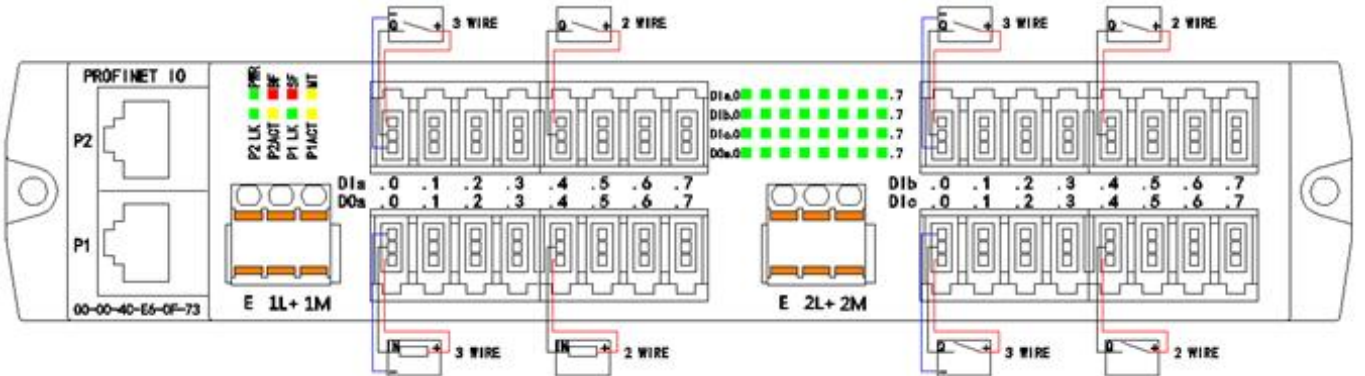 3 WIRE
2 WIRE
3 WIRE
2 WIRE
Q +
Q +
Q +
Q +
PROFINET IO
PWR BF SF MT
P2 LK P2ACT P1 LK P1ACT
P2
P1
DIa.0 .7
DIb.0 .7
DIc.0 .7
DOa.0 .7
DIa .0 .1 .2 .3 .4 .5 .6 .7
DOa .0 .1 .2 .3 .4 .5 .6 .7
DIb .0 .1 .2 .3 .4 .5 .6 .7
DIc .0 .1 .2 .3 .4 .5 .6 .7
E 1L+ 1M
E 2L+ 2M
00-00-4C-E6-0F-73
IN +
3 WIRE
IN +
2 WIRE
Q +
3 WIRE
Q +
2 WIRE